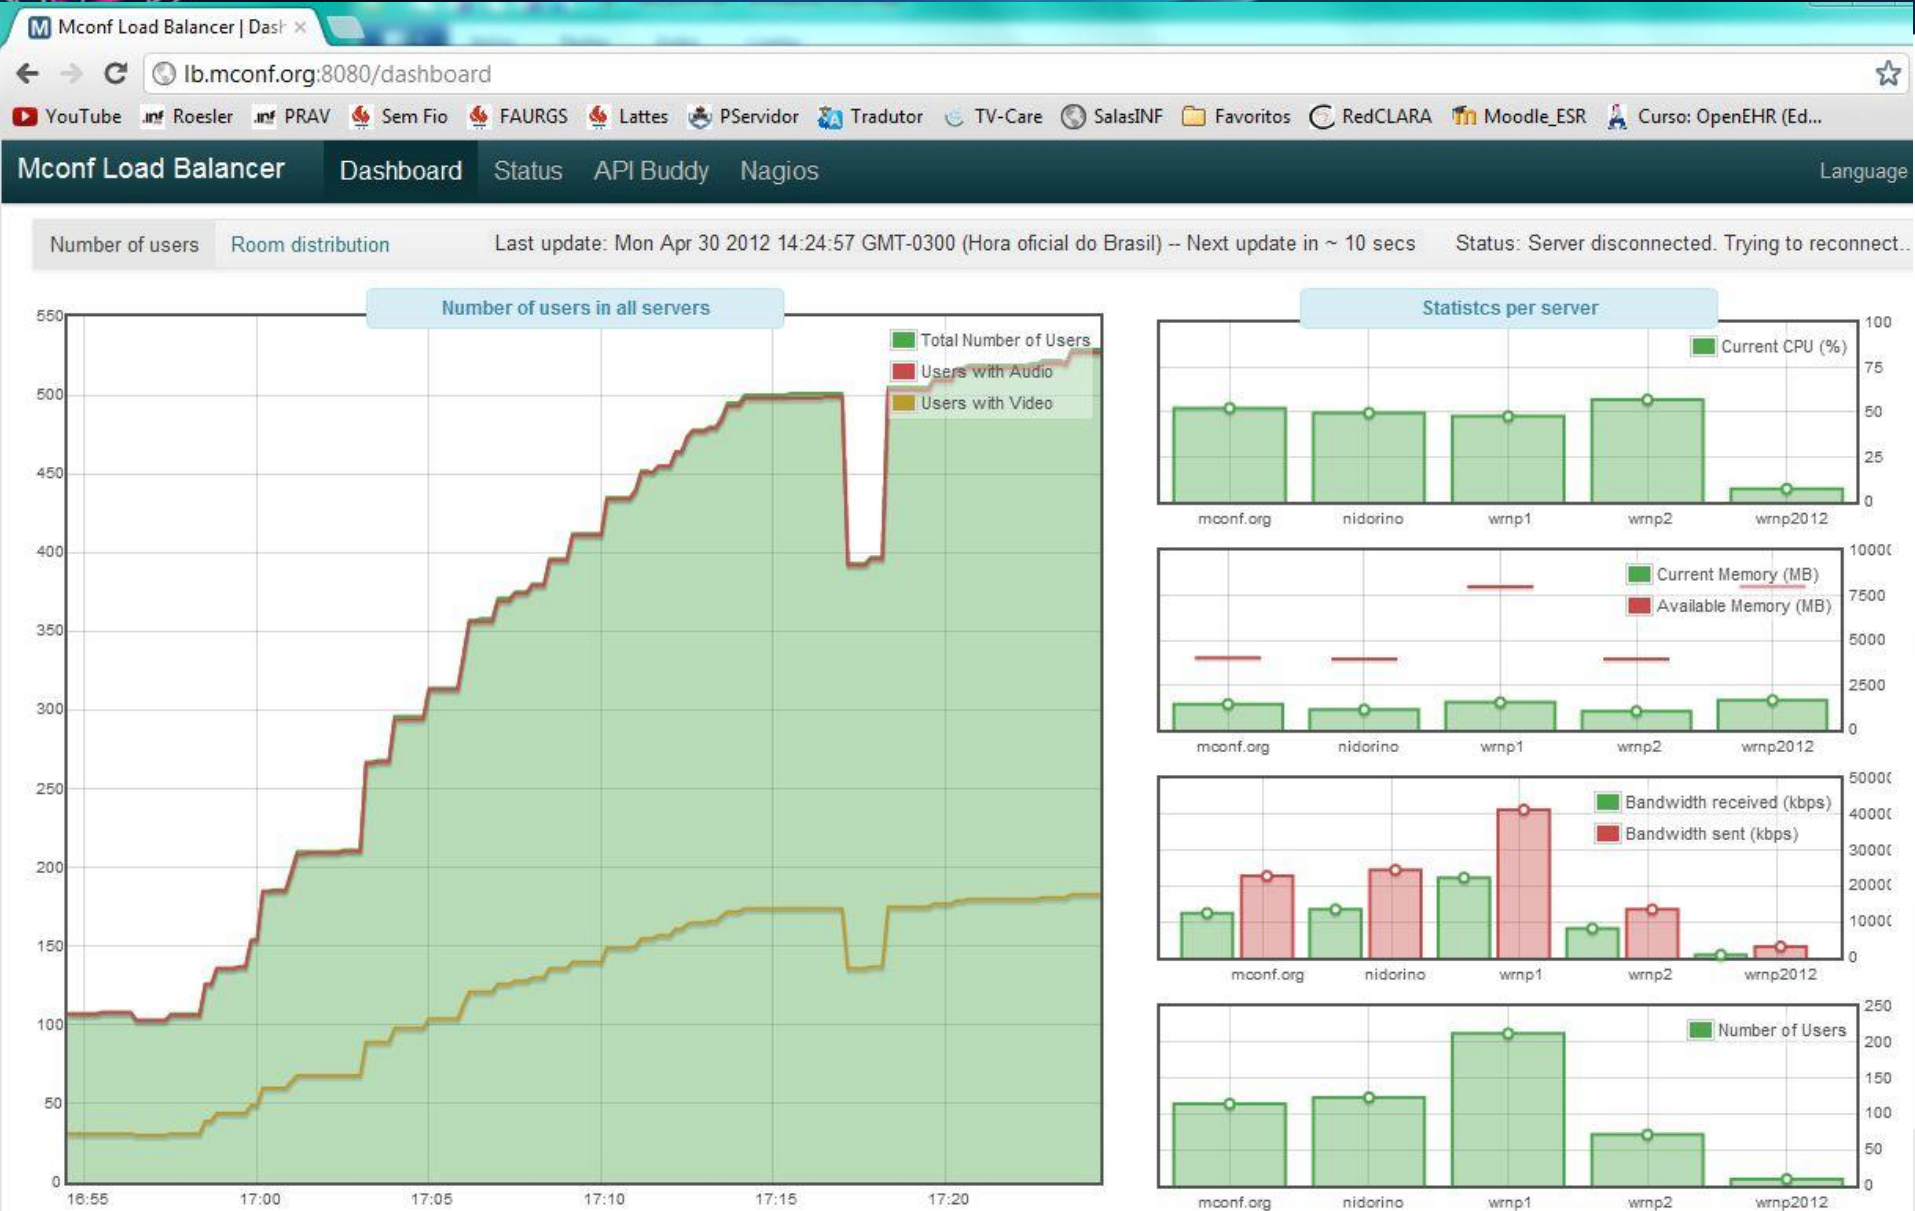 Mconf Load Balancer | Dash
lb.mconf.org:8080/dashboard
YouTube .inf Roesler .inf PRAV Sem Fio FAURGS Lattes PServidor Tradutor TV-Care SalasINF Favoritos RedCLARA Moodle_ESR Curso: OpenEHR (Ed...
Mconf Load Balancer Dashboard Status API Buddy Nagios Language
Number of users Room distribution Last update: Mon Apr 30 2012 14:24:57 GMT-0300 (Hora oficial do Brasil) -- Next update in ~ 10 secs Status: Server disconnected. Trying to reconnect..
Number of users in all servers
Total Number of Users
Users with Audio
Users with Video
550
500
450
400
350
300
250
200
150
100
50
0
16:55 17:00 17:05 17:10 17:15 17:20
Statistcs per server
Current CPU (%)
100
75
50
25
0
mconf.org nidorino wrnp1 wrnp2 wrnp2012
Current Memory (MB)
Available Memory (MB)
1000
7500
5000
2500
0
mconf.org nidorino wrnp1 wrnp2 wrnp2012
Bandwidth received (kbps)
Bandwidth sent (kbps)
5000
4000
3000
2000
1000
0
mconf.org nidorino wrnp1 wrnp2 wrnp2012
Number of Users
250
200
150
100
50
0
mconf.org nidorino wrnp1 wrnp2 wrnp2012